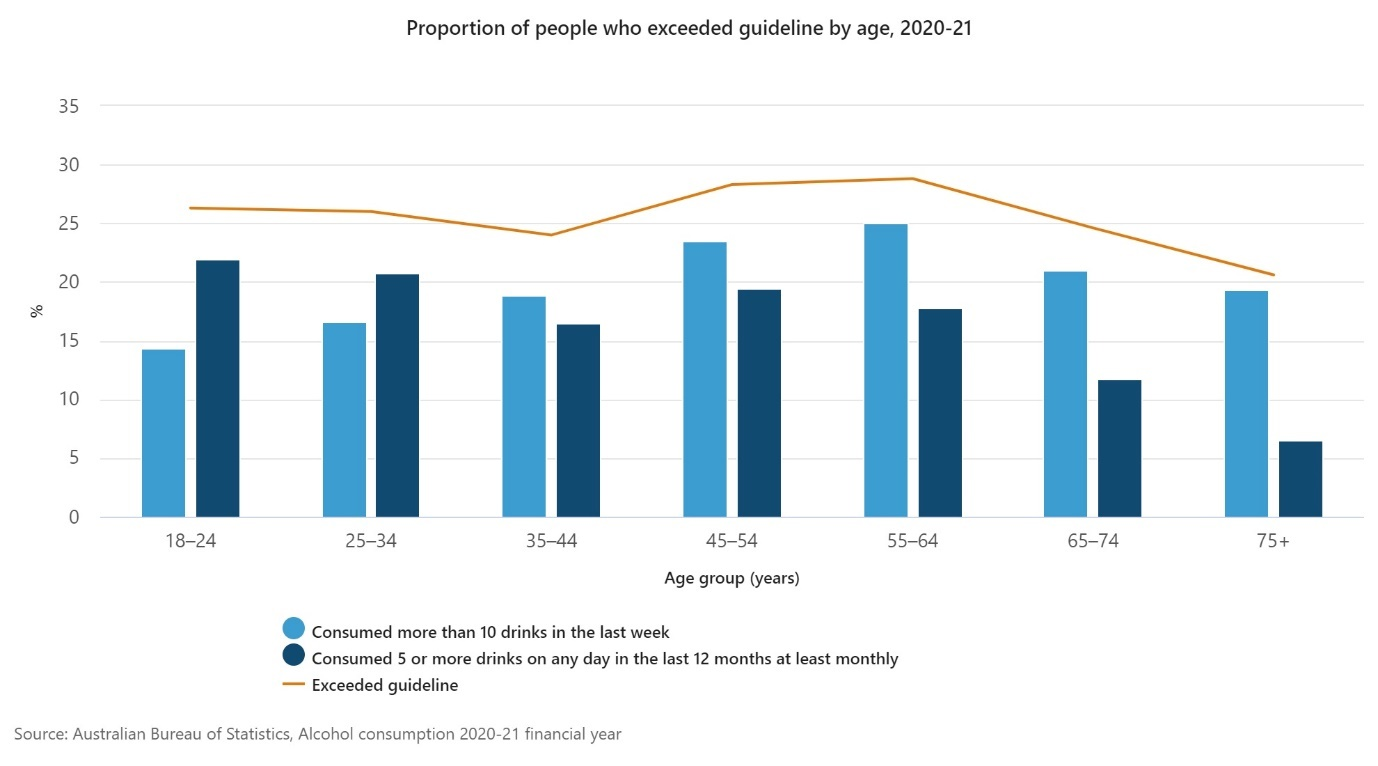 Proportion of people who exceeded guideline by age, 2020-21
35
30
25
20
15
10
5
0
%
18–24
25–34
35–44
45–54
55–64
65–74
75+
Age group (years)
Consumed more than 10 drinks in the last week
Consumed 5 or more drinks on any day in the last 12 months at least monthly
Exceeded guideline
Source: Australian Bureau of Statistics, Alcohol consumption 2020-21 financial year